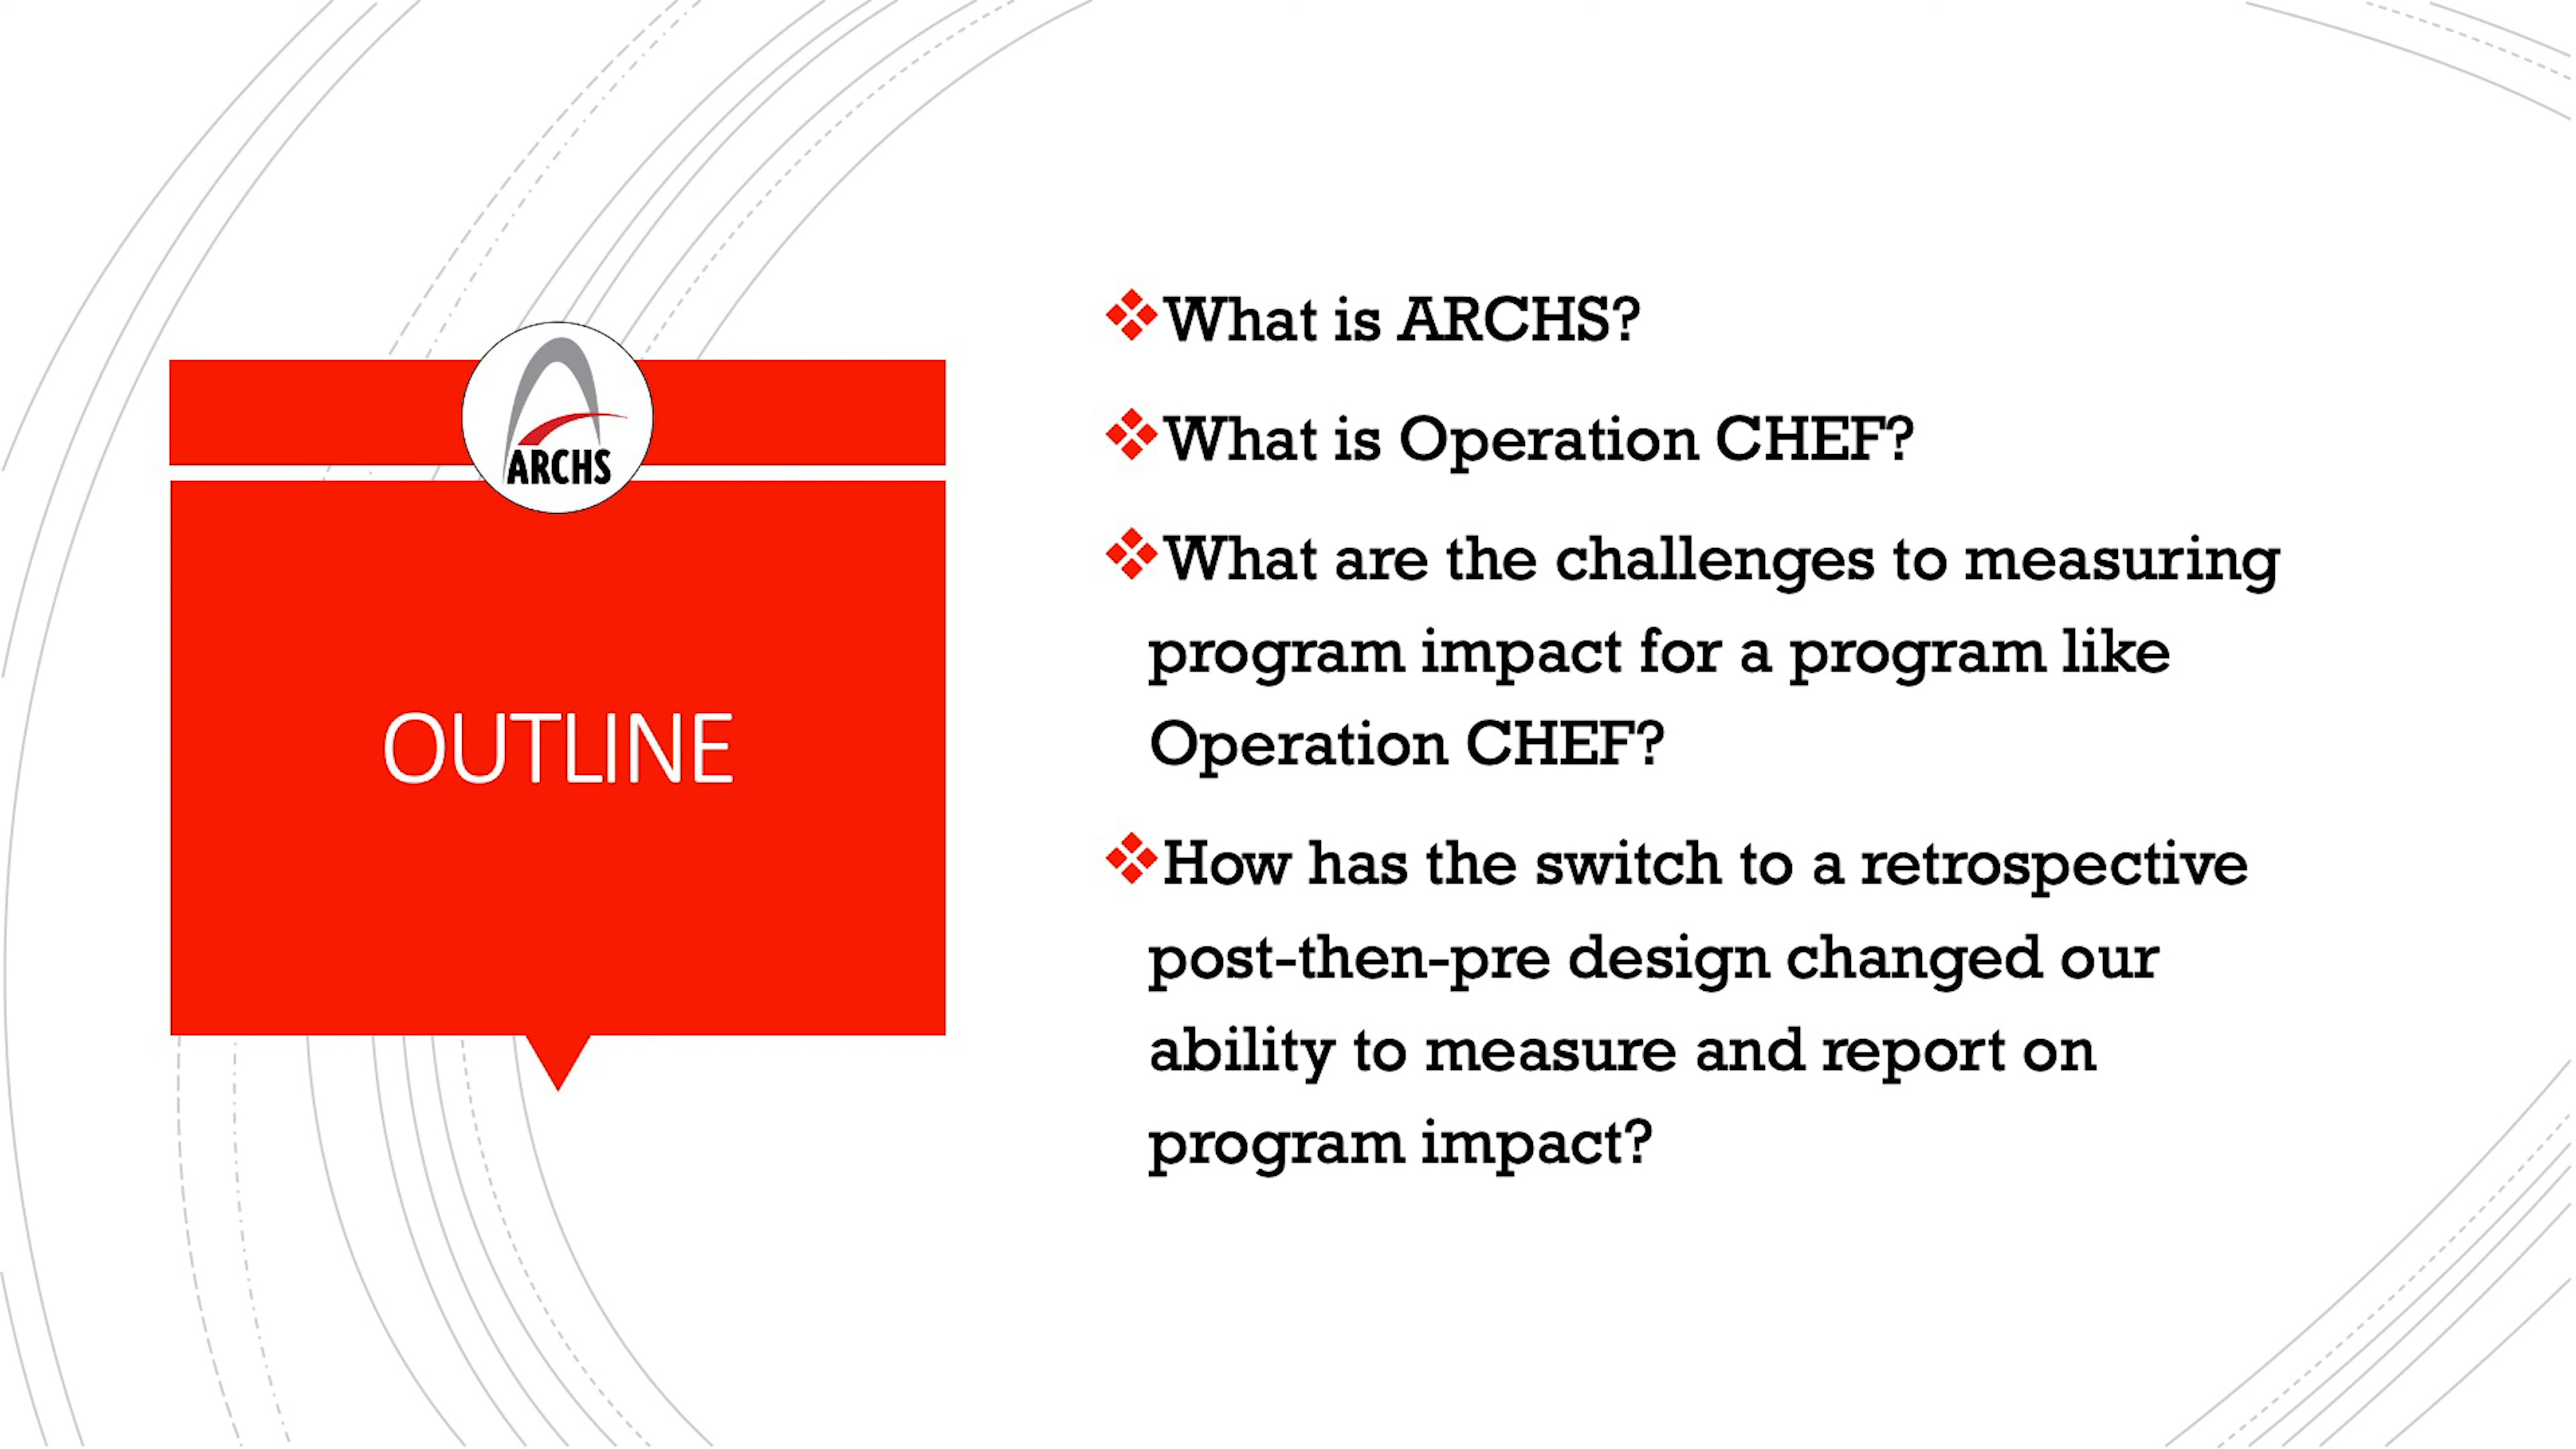 ARCHS
OUTLINE
What is ARCHS?
What is Operation CHEF?
What are the challenges to measuring
program impact for a program like
Operation CHEF?
How has the switch to a retrospective
post-then-pre design changed our
ability to measure and report on
program impact?